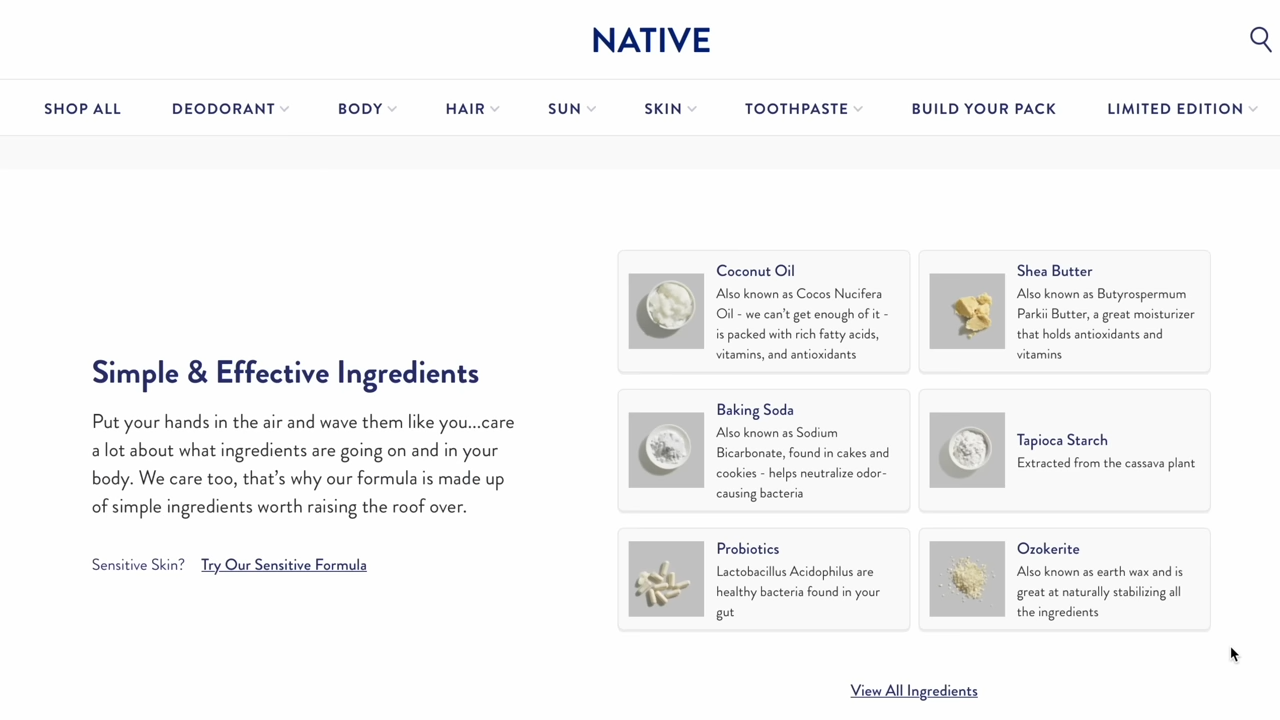 NATIVE
SHOP ALL
DEODORANT
BODY
HAIR
SUN
SKIN
TOOTHPASTE
BUILD YOUR PACK
LIMITED EDITION
Simple & Effective Ingredients
Put your hands in the air and wave them like you...care
a lot about what ingredients are going on and in your
body. We care too, that’s why our formula is made up
of simple ingredients worth raising the roof over.
Sensitive Skin? Try Our Sensitive Formula
Coconut Oil
Also known as Cocos Nucifera
Oil - we can’t get enough of it -
is packed with rich fatty acids,
vitamins, and antioxidants
Shea Butter
Also known as Butyrospermum
Parkii Butter, a great moisturizer
that holds antioxidants and
vitamins
Baking Soda
Also known as Sodium
Bicarbonate, found in cakes and
cookies - helps neutralize odor-
causing bacteria
Tapioca Starch
Extracted from the cassava plant
Probiotics
Lactobacillus Acidophilus are
healthy bacteria found in your
gut
Ozokerite
Also known as earth wax and is
great at naturally stabilizing all
the ingredients
View All Ingredients